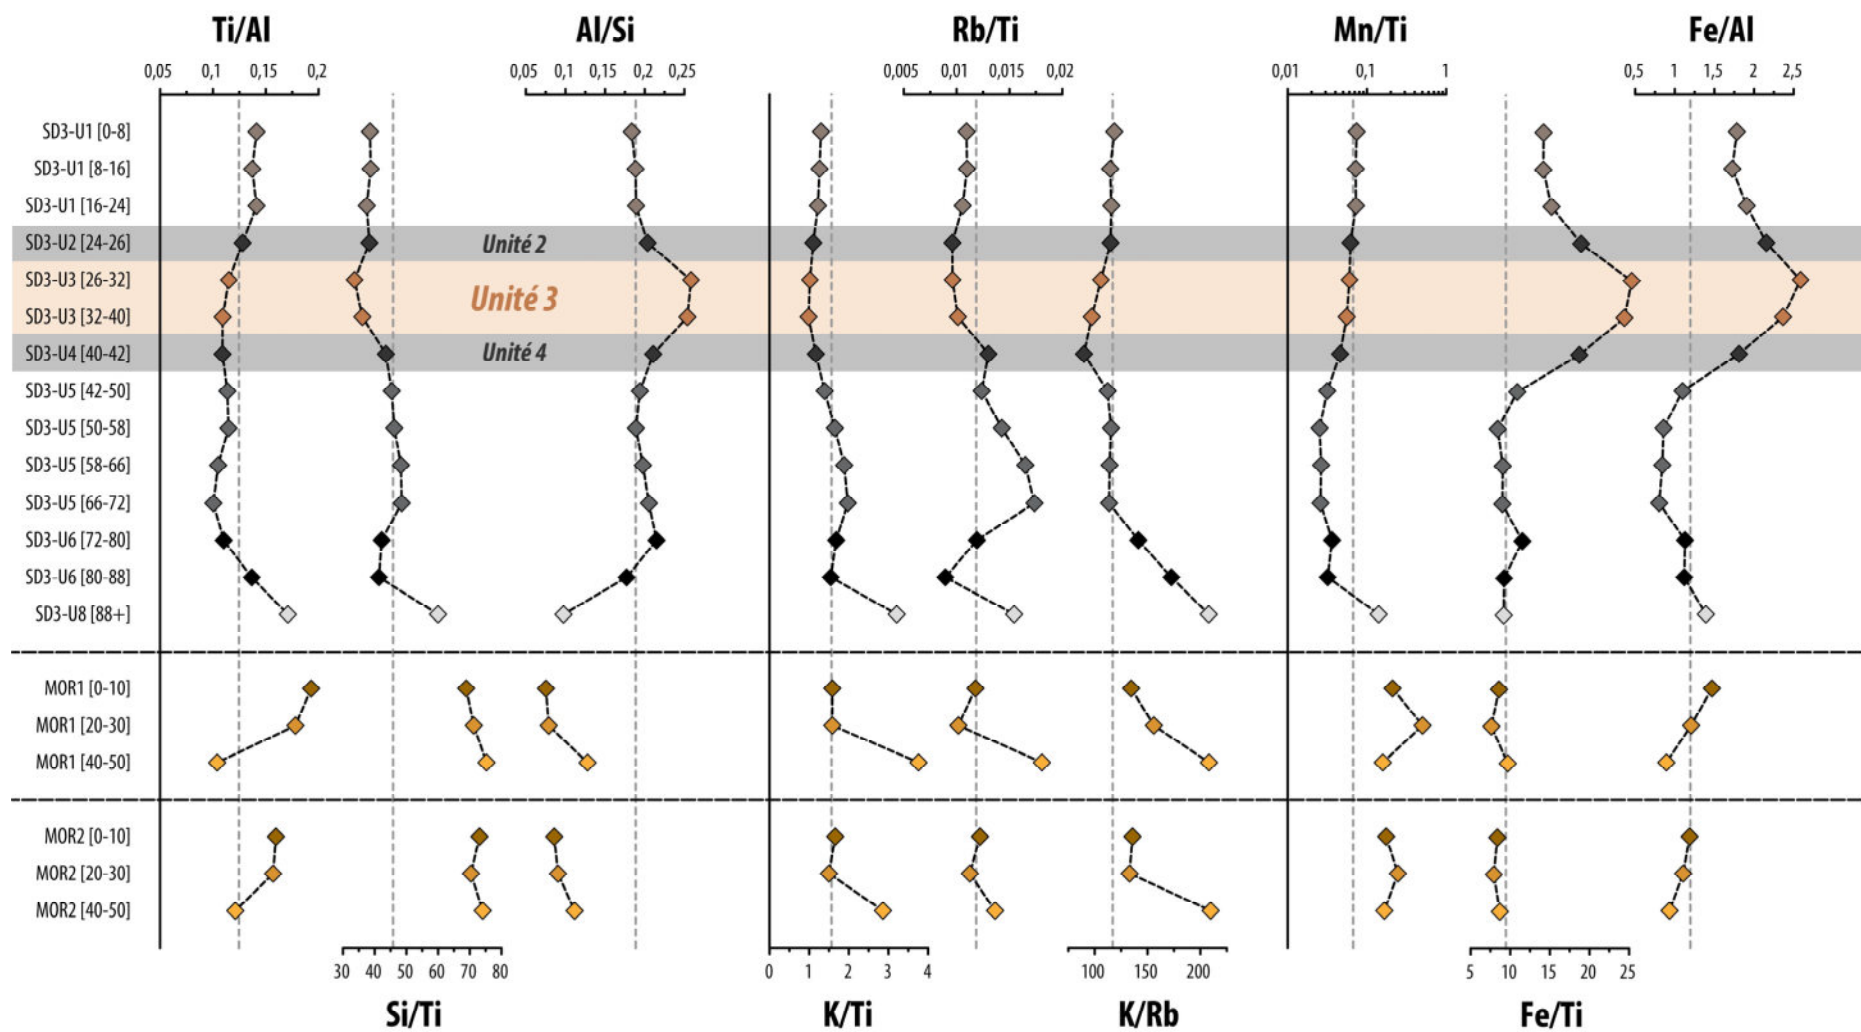 Ti/Al Al/Si Rb/Ti Mn/Ti Fe/Al
0,05 0,1 0,15 0,2 0,05 0,1 0,15 0,2 0,25 0,005 0,01 0,015 0,02 0,01 0,1 1 0,5 1 1,5 2 2,5
SD3-U1 [0-8]
SD3-U1 [8-16]
SD3-U1 [16-24]
SD3-U2 [24-26] Unité 2
SD3-U3 [26-32]
Unité 3
SD3-U3 [32-40]
SD3-U4 [40-42] Unité 4
SD3-U5 [42-50]
SD3-U5 [50-58]
SD3-U5 [58-66]
SD3-U5 [66-72]
SD3-U6 [72-80]
SD3-U6 [80-88]
SD3-U8 [88+]
MOR1 [0-10]
MOR1 [20-30]
MOR1 [40-50]
MOR2 [0-10]
MOR2 [20-30]
MOR2 [40-50]
30 40 50 60 70 80 0 1 2 3 4 100 150 200 5 10 15 20 25
Si/Ti K/Ti K/Rb Fe/Ti